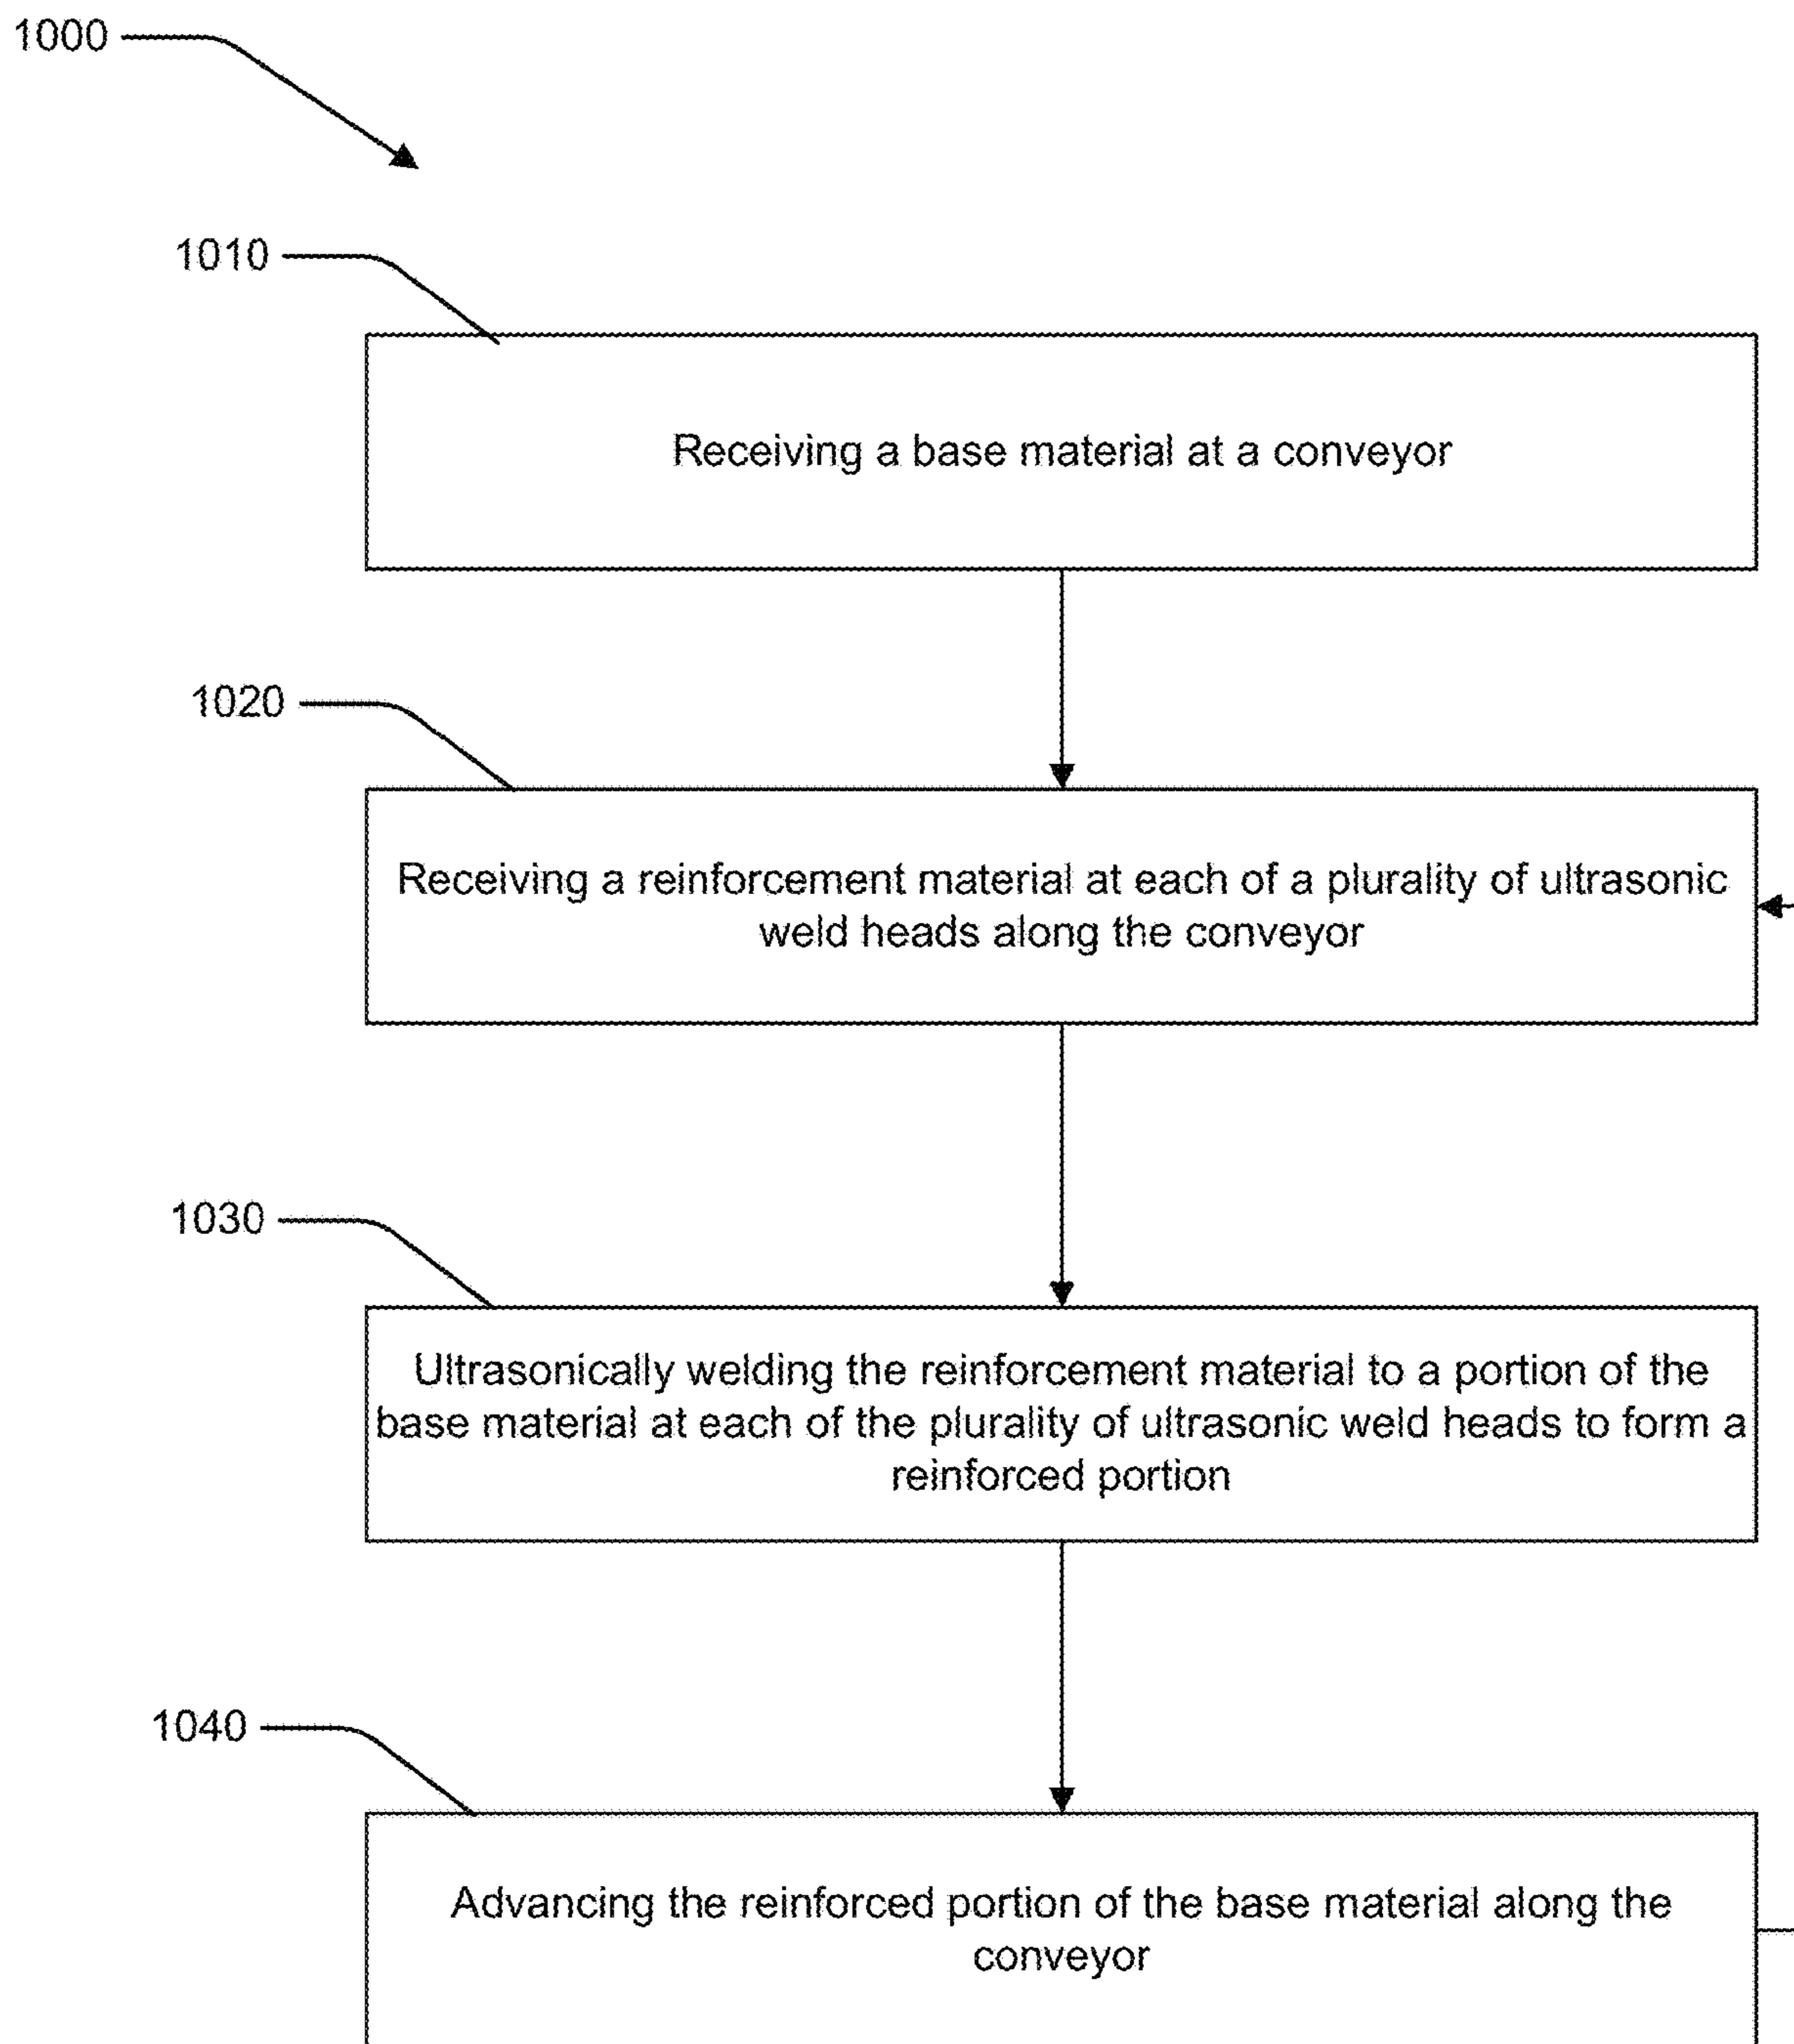 1000
1010
Receiving a base material at a conveyor
1020
Receiving a reinforcement material at each of a plurality of ultrasonic
weld heads along the conveyor
1030
Ultrasonically welding the reinforcement material to a portion of the
base material at each of the plurality of ultrasonic weld heads to form a
reinforced portion
1040
Advancing the reinforced portion of the base material along the
conveyor